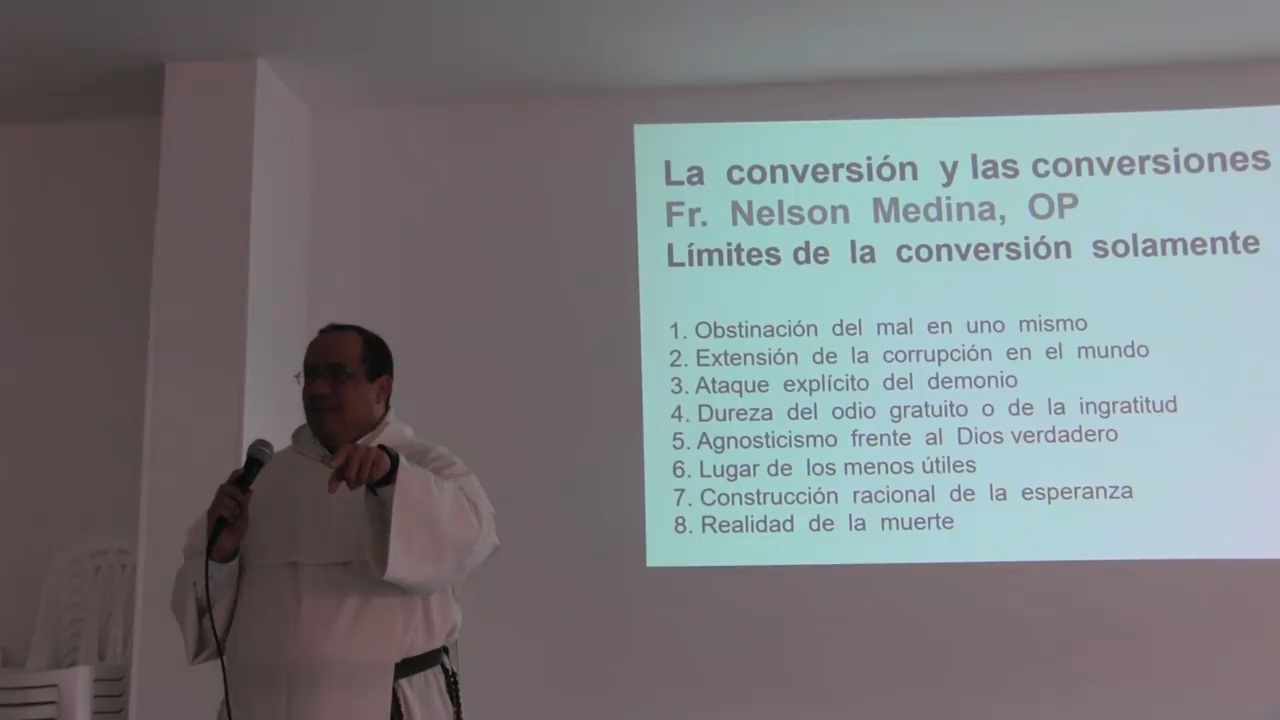 La conversión y las conversiones
Fr. Nelson Medina, OP
Límites de la conversión solamente
1. Obstinación del mal en uno mismo
2. Extensión de la corrupción en el mundo
3. Ataque explícito del demonio
4. Dureza del odio gratuito o de la ingratitud
5. Agnosticismo frente al Dios verdadero
6. Lugar de los menos útiles
7. Construcción racional de la esperanza
8. Realidad de la muerte